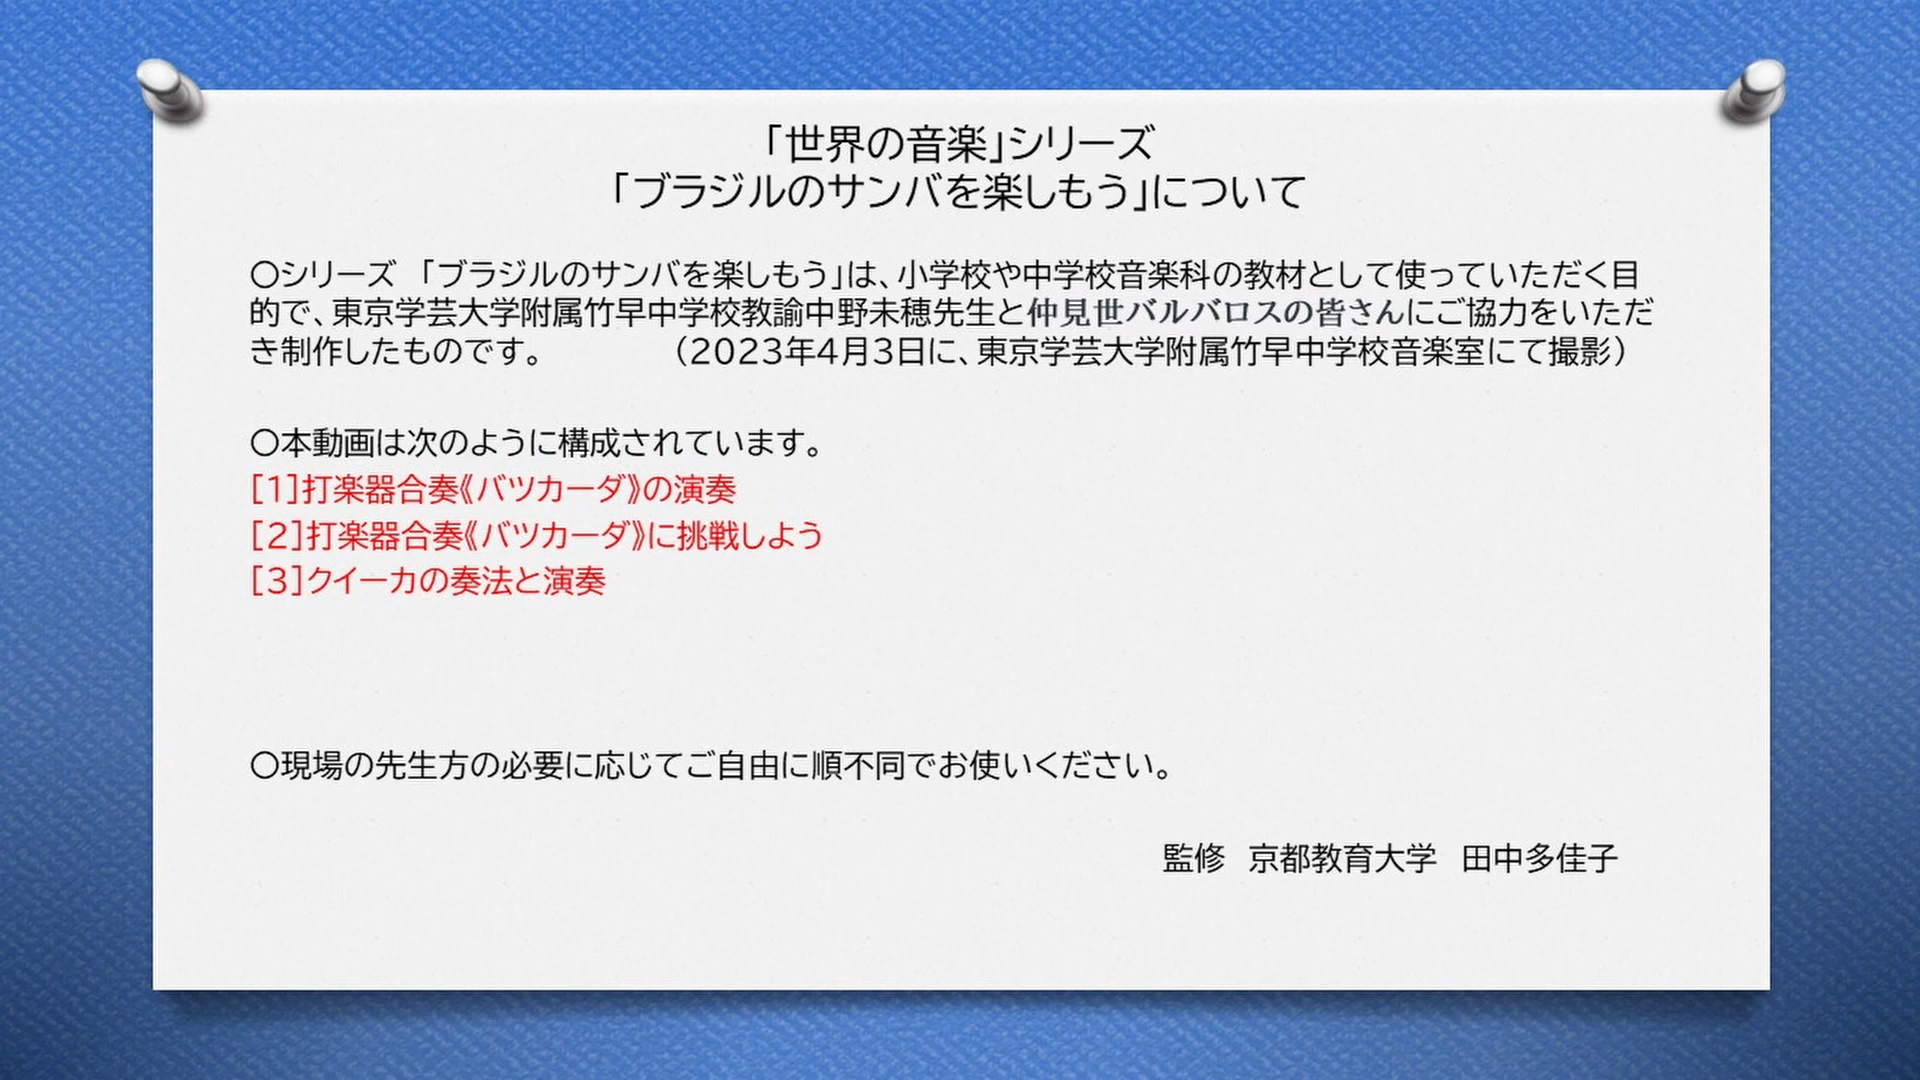 「世界の音楽」シリーズ
「ブラジルのサンバを楽しもう」について
〇シリーズ 「ブラジルのサンバを楽しもう」は、小学校や中学校音楽科の教材として使っていただく目
的で、東京学芸大学附属竹早中学校教諭中野未穂先生と仲見世バルバロスの皆さんにご協力をいただ
き制作したものです。 （2023年4月3日に、東京学芸大学附属竹早中学校音楽室にて撮影）
〇本動画は次のように構成されています。
[1]打楽器合奏《バツカーダ》の演奏
[2]打楽器合奏《バツカーダ》に挑戦しよう
[3]クイーカの奏法と演奏
〇現場の先生方の必要に応じてご自由に順不同でお使いください。
監修 京都教育大学 田中多佳子